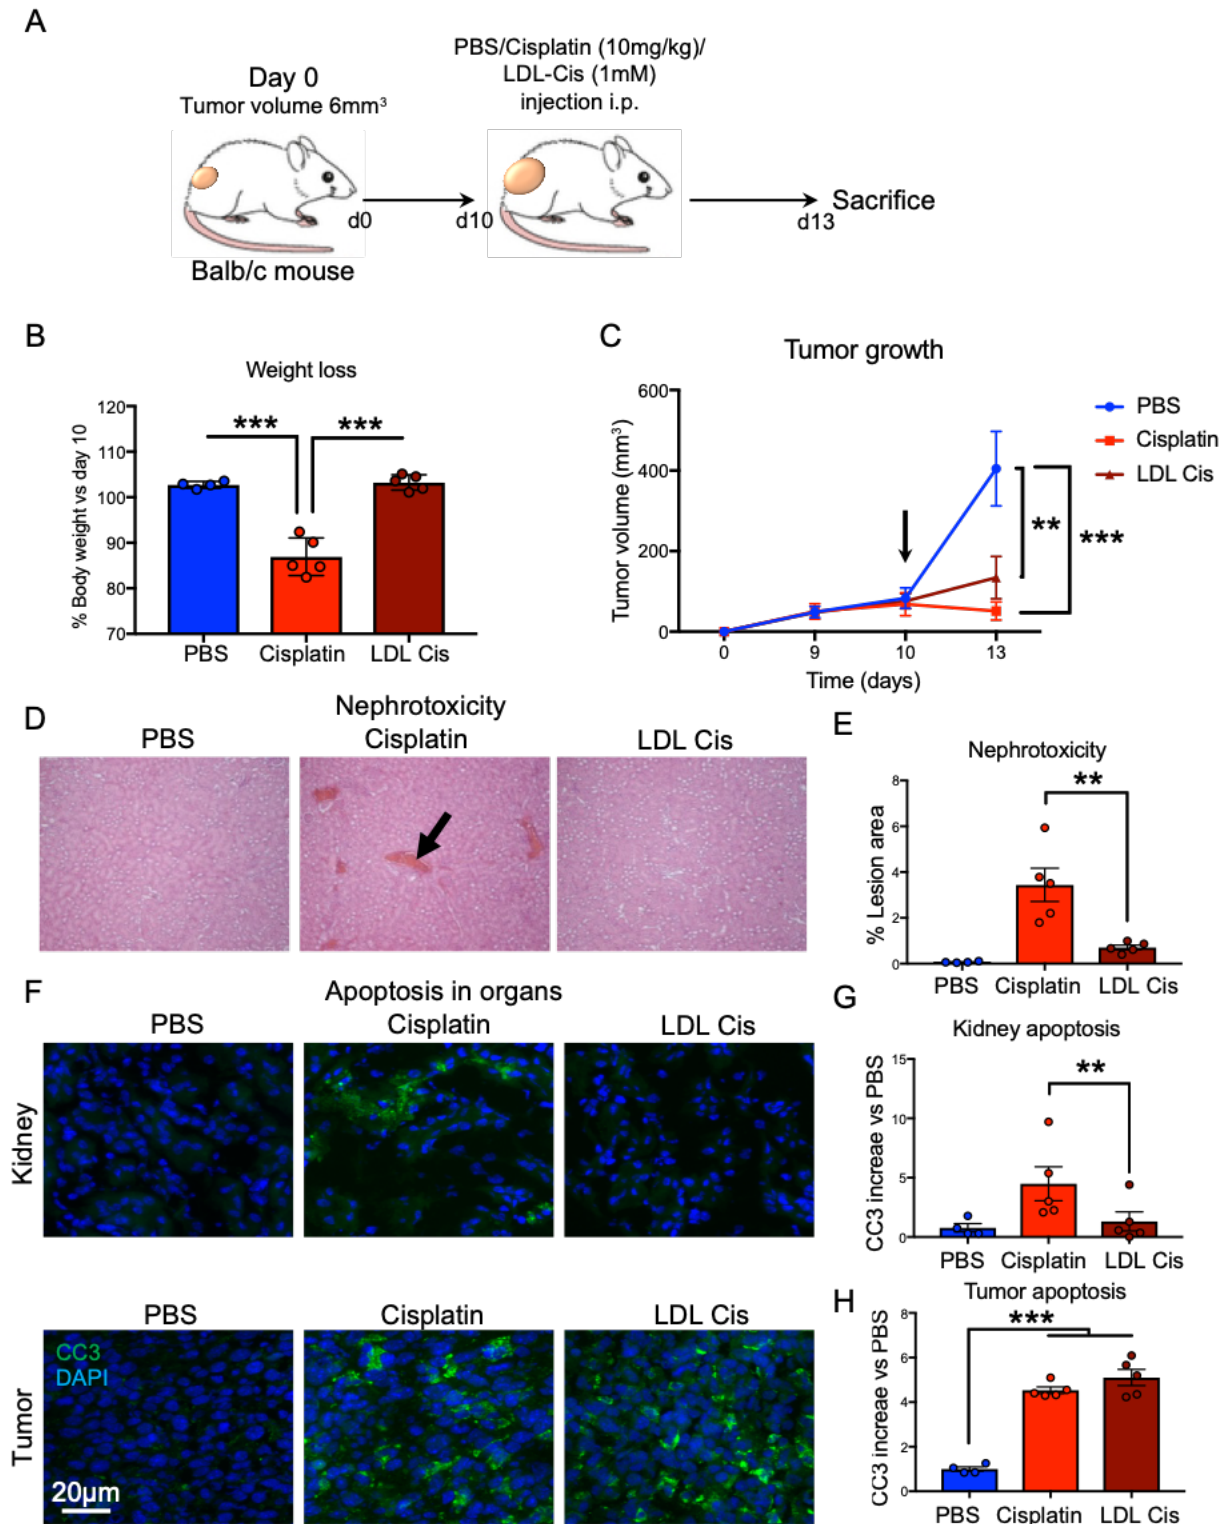 A
Day 0
Tumor volume 6mm³
PBS/Cisplatin (10mg/kg)/
LDL-Cis (1mM)
injection i.p.
d0
d10
d13
Sacrifice
Balb/c mouse
B
Weight loss
% Body weight vs day 10
120
110
100
90
80
70
***
***
PBS
Cisplatin
LDL Cis
C
Tumor growth
Tumor volume (mm³)
600
400
200
0
0
9
10
13
Time (days)
PBS
Cisplatin
LDL Cis
**
***
D
Nephrotoxicity
PBS
Cisplatin
LDL Cis
E
Nephrotoxicity
% Lesion area
8
6
4
2
0
**
PBS
Cisplatin
LDL Cis
F
Apoptosis in organs
PBS
Cisplatin
LDL Cis
Kidney
PBS
Cisplatin
LDL Cis
Tumor
CC3
DAPI
20µm
G
Kidney apoptosis
CC3 increae vs PBS
15
10
5
0
**
PBS
Cisplatin
LDL Cis
H
Tumor apoptosis
CC3 increae vs PBS
8
6
4
2
0
***
PBS
Cisplatin
LDL Cis